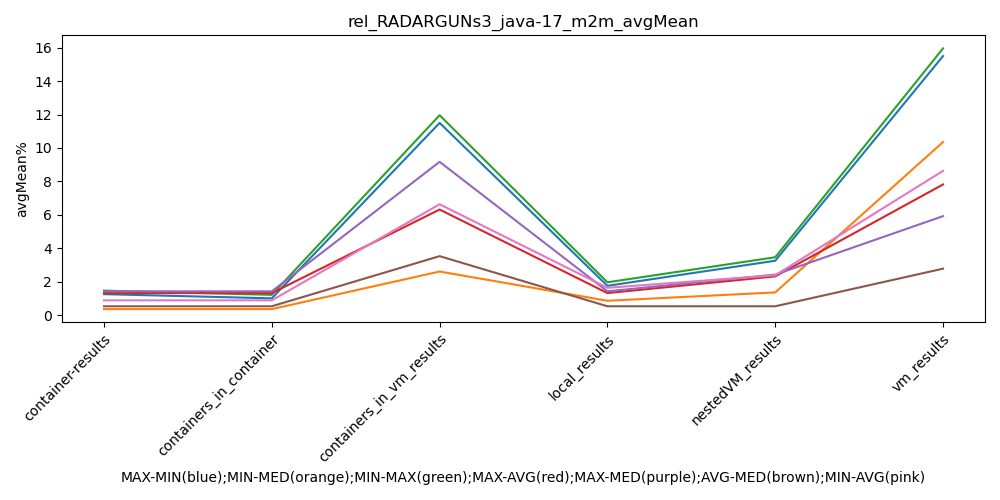 rel_RADARGUNs3_java-17_m2m_avgMean
avgMean%
16
14
12
10
8
6
4
2
0
container-results
containers_in_container
containers_in_vm_results
local_results
nestedVM_results
vm_results
MAX-MIN(blue);MIN-MED(orange);MIN-MAX(green);MAX-AVG(red);MAX-MED(purple);AVG-MED(brown);MIN-AVG(pink)